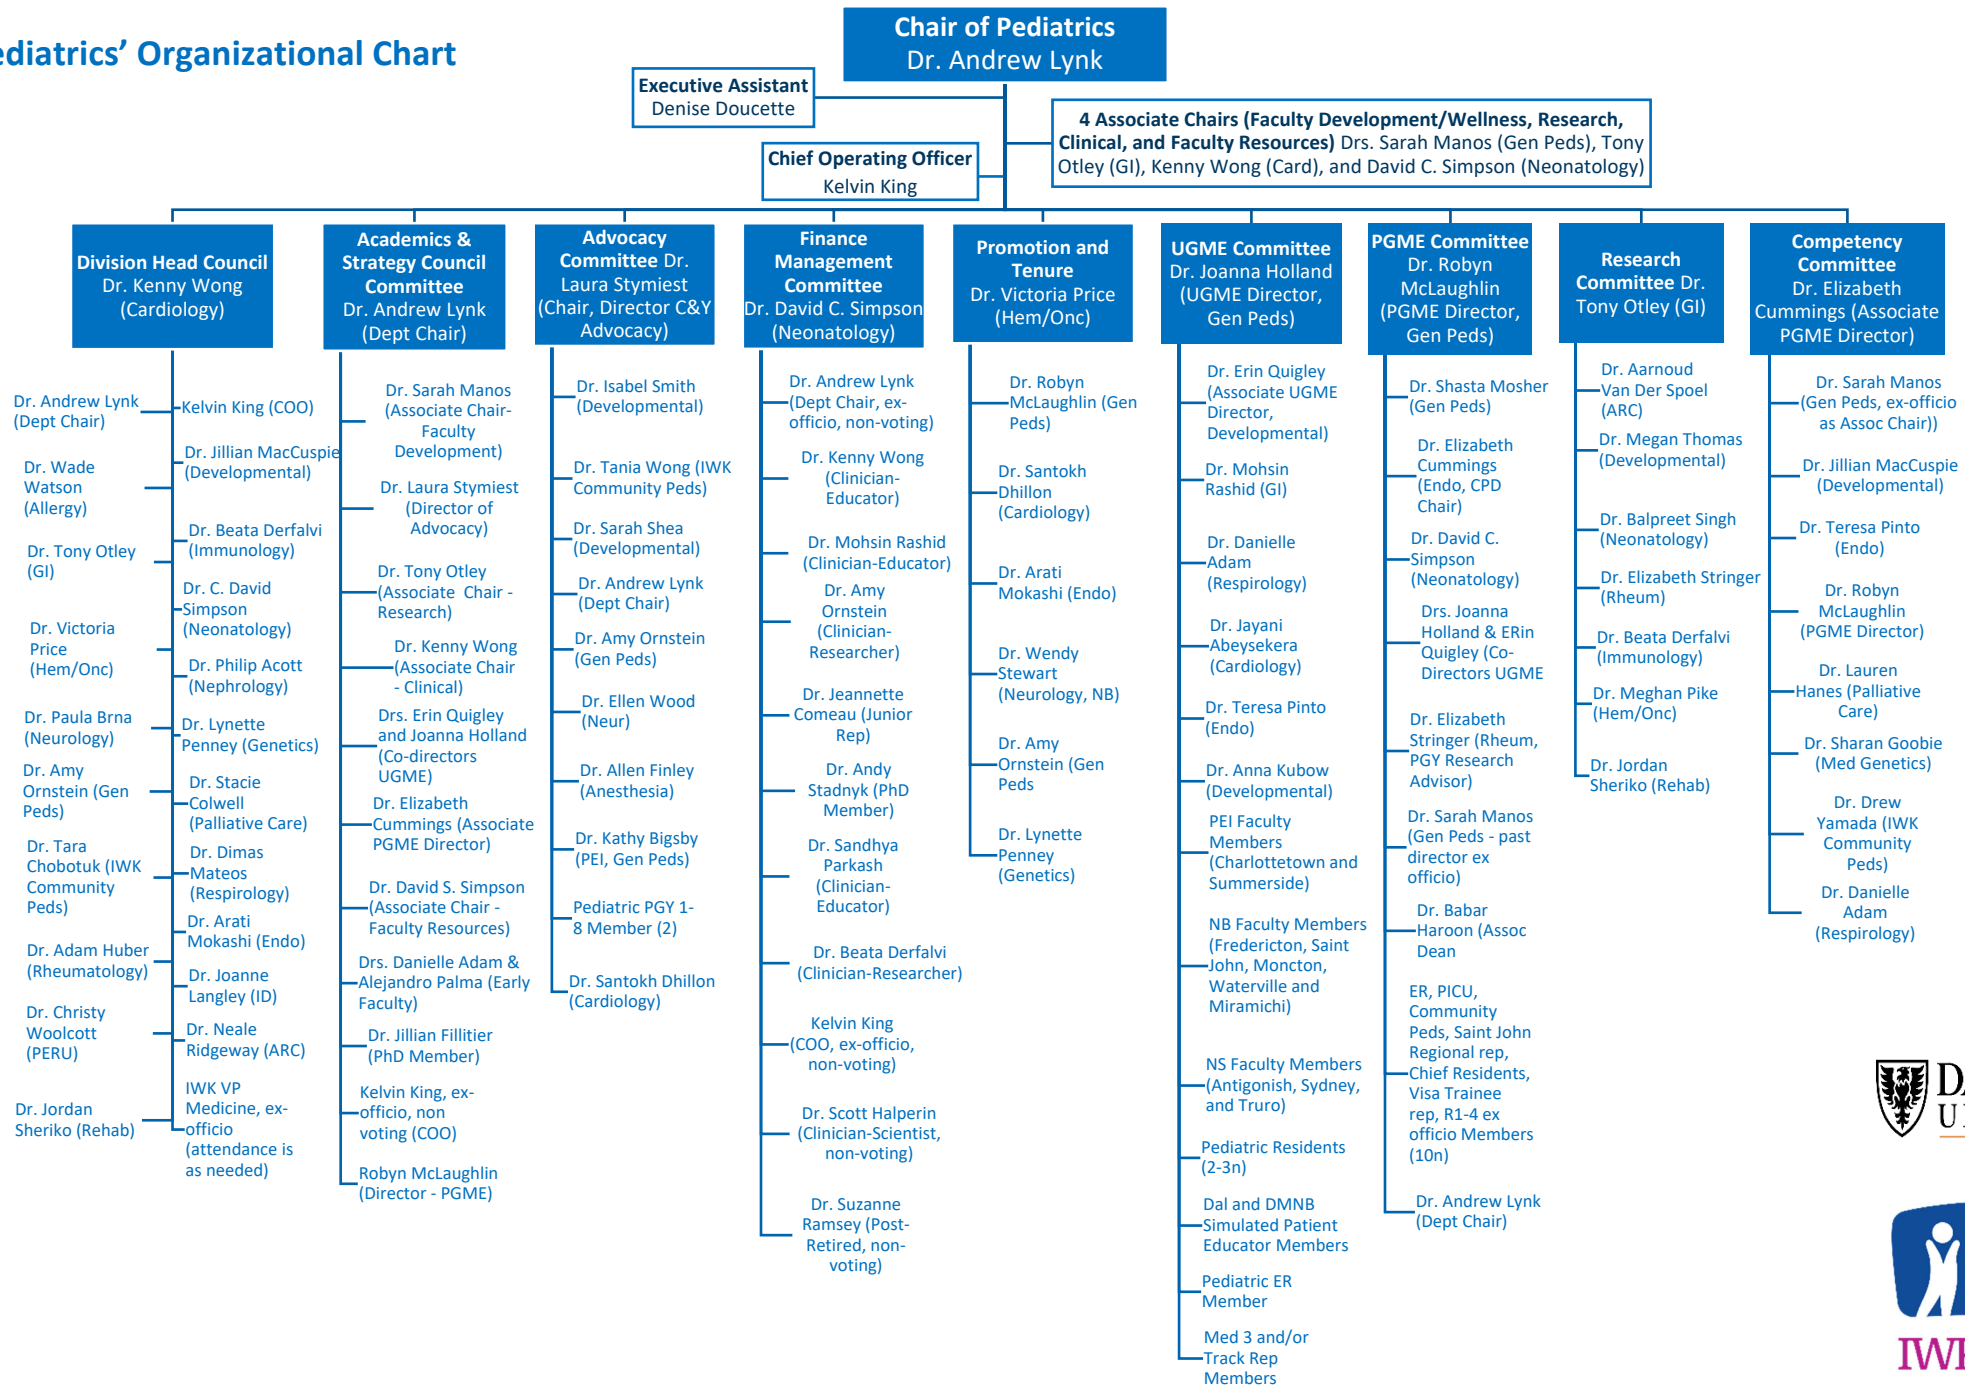 ediatrics’ Organizational Chart
Chair of Pediatrics
Dr. Andrew Lynk
Executive Assistant
Denise Doucette
4 Associate Chairs (Faculty Development/Wellness, Research,
Clinical, and Faculty Resources) Drs. Sarah Manos (Gen Peds), Tony
Otley (GI), Kenny Wong (Card), and David C. Simpson (Neonatology)
Chief Operating Officer
Kelvin King
Division Head Council
Dr. Kenny Wong
(Cardiology)
Dr. Andrew Lynk
(Dept Chair)
Dr. Wade
Watson
(Allergy)
Dr. Tony Otley
(GI)
Dr. Victoria
Price
(Hem/Onc)
Dr. Paula Brna
(Neurology)
Dr. Amy
Ornstein (Gen
Peds)
Dr. Tara
Chobotuk (IWK
Community
Peds)
Dr. Adam Huber
(Rheumatology)
Dr. Christy
Woolcott
(PERU)
Dr. Jordan
Sheriko (Rehab)
Kelvin King (COO)
Dr. Jillian MacCuspie
(Developmental)
Dr. Beata Derfalvi
(Immunology)
Dr. C. David
Simpson
(Neonatology)
Dr. Philip Acott
(Nephrology)
Dr. Lynette
Penney (Genetics)
Dr. Stacie
Colwell
(Palliative Care)
Dr. Dimas
Mateos
(Respirology)
Dr. Arati
Mokashi (Endo)
Dr. Joanne
Langley (ID)
Dr. Neale
Ridgeway (ARC)
IWK VP
Medicine, ex-
officio
(attendance is
as needed)
Academics &
Strategy Council
Committee
Dr. Andrew Lynk
(Dept Chair)
Dr. Sarah Manos
(Associate Chair-
Faculty
Development)
Dr. Laura Stymiest
(Director of
Advocacy)
Dr. Tony Otley
(Associate Chair -
Research)
Dr. Kenny Wong
(Associate Chair
- Clinical)
Drs. Erin Quigley
and Joanna Holland
(Co-directors
UGME)
Dr. Elizabeth
Cummings (Associate
PGME Director)
Dr. David S. Simpson
(Associate Chair -
Faculty Resources)
Drs. Danielle Adam &
Alejandro Palma (Early
Faculty)
Dr. Jillian Fillitier
(PhD Member)
Kelvin King, ex-
officio, non
voting (COO)
Robyn McLaughlin
(Director - PGME)
Advocacy
Committee Dr.
Laura Stymiest
(Chair, Director C&Y
Advocacy)
Dr. Isabel Smith
(Developmental)
Dr. Tania Wong (IWK
Community Peds)
Dr. Sarah Shea
(Developmental)
Dr. Andrew Lynk
(Dept Chair)
Dr. Amy Ornstein
(Gen Peds)
Dr. Ellen Wood
(Neur)
Dr. Allen Finley
(Anesthesia)
Dr. Kathy Bigsby
(PEI, Gen Peds)
Pediatric PGY 1-
8 Member (2)
Dr. Santokh Dhillon
(Cardiology)
Finance
Management
Committee
Dr. David C. Simpson
(Neonatology)
Dr. Andrew Lynk
(Dept Chair, ex-
officio, non-voting)
Dr. Kenny Wong
(Clinician-
Educator)
Dr. Mohsin Rashid
(Clinician-Educator)
Dr. Amy
Ornstein
(Clinician-
Researcher)
Dr. Jeannette
Comeau (Junior
Rep)
Dr. Andy
Stadnyk (PhD
Member)
Dr. Sandhya
Parkash
(Clinician-
Educator)
Dr. Beata Derfalvi
(Clinician-Researcher)
Kelvin King
(COO, ex-officio,
non-voting)
Dr. Scott Halperin
(Clinician-Scientist,
non-voting)
Dr. Suzanne
Ramsey (Post-
Retired, non-
voting)
Promotion and
Tenure
Dr. Victoria Price
(Hem/Onc)
Dr. Robyn
McLaughlin (Gen
Peds)
Dr. Santokh
Dhillon
(Cardiology)
Dr. Arati
Mokashi (Endo)
Dr. Wendy
Stewart
(Neurology, NB)
Dr. Amy
Ornstein (Gen
Peds
Dr. Lynette
Penney
(Genetics)
UGME Committee
Dr. Joanna Holland
(UGME Director,
Gen Peds)
Dr. Erin Quigley
(Associate UGME
Director,
Developmental)
Dr. Mohsin
Rashid (GI)
Dr. Danielle
Adam
(Respirology)
Dr. Jayani
Abeysekera
(Cardiology)
Dr. Teresa Pinto
(Endo)
Dr. Anna Kubow
(Developmental)
PEI Faculty
Members
(Charlottetown and
Summerside)
NB Faculty Members
(Fredericton, Saint
John, Moncton,
Waterville and
Miramichi)
NS Faculty Members
(Antigonish, Sydney,
and Truro)
Pediatric Residents
(2-3n)
Dal and DMNB
Simulated Patient
Educator Members
Pediatric ER
Member
Med 3 and/or
Track Rep
Members
PGME Committee
Dr. Robyn
McLaughlin
(PGME Director,
Gen Peds)
Dr. Shasta Mosher
(Gen Peds)
Dr. Elizabeth
Cummings
(Endo, CPD
Chair)
Dr. David C.
Simpson
(Neonatology)
Drs. Joanna
Holland & ERin
Quigley (Co-
Directors UGME
Dr. Elizabeth
Stringer (Rheum,
PGY Research
Advisor)
Dr. Sarah Manos
(Gen Peds - past
director ex
officio)
Dr. Babar
Haroon (Assoc
Dean
ER, PICU,
Community
Peds, Saint John
Regional rep,
Chief Residents,
Visa Trainee
rep, R1-4 ex
officio Members
(10n)
Dr. Andrew Lynk
(Dept Chair)
Research
Committee Dr.
Tony Otley (GI)
Dr. Aarnoud
Van Der Spoel
(ARC)
Dr. Megan Thomas
(Developmental)
Dr. Balpreet Singh
(Neonatology)
Dr. Elizabeth Stringer
(Rheum)
Dr. Beata Derfalvi
(Immunology)
Dr. Meghan Pike
(Hem/Onc)
Dr. Jordan
Sheriko (Rehab)
Competency
Committee
Dr. Elizabeth
Cummings (Associate
PGME Director)
Dr. Sarah Manos
(Gen Peds, ex-officio
as Assoc Chair))
Dr. Jillian MacCuspie
(Developmental)
Dr. Teresa Pinto
(Endo)
Dr. Robyn
McLaughlin
(PGME Director)
Dr. Lauren
Hanes (Palliative
Care)
Dr. Sharan Goobie
(Med Genetics)
Dr. Drew
Yamada (IWK
Community
Peds)
Dr. Danielle
Adam
(Respirology)
IWK